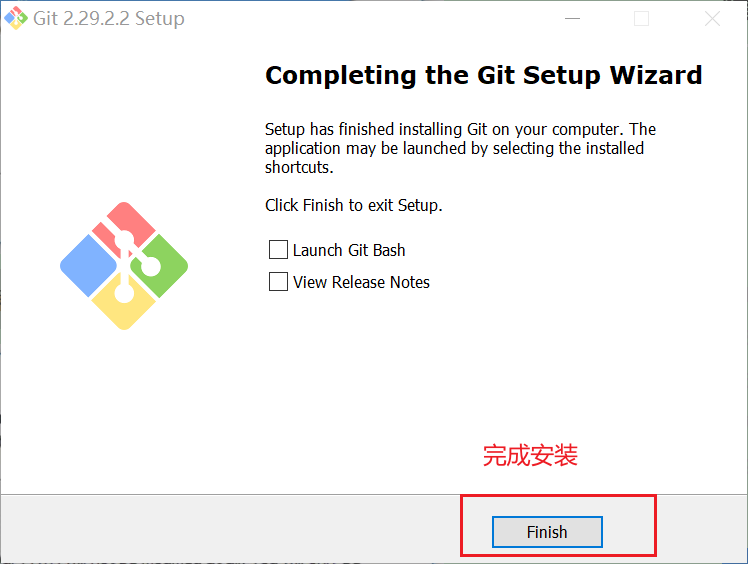 Git 2.29.2.2 Setup
Completing the Git Setup Wizard
Setup has finished installing Git on your computer. The
application may be launched by selecting the installed
shortcuts.
Click Finish to exit Setup.
Launch Git Bash
View Release Notes
完成安装
Finish